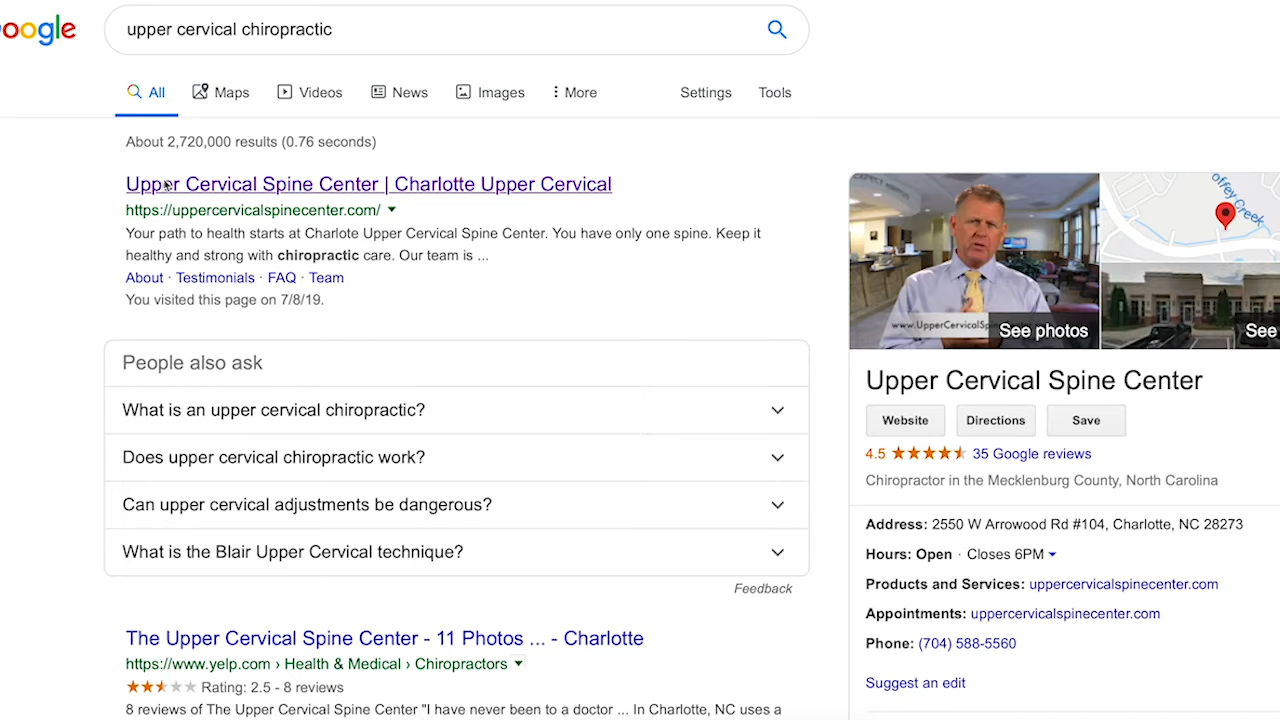 oogle
upper cervical chiropractic
All Maps Videos News Images More Settings Tools
About 2,720,000 results (0.76 seconds)
Upper Cervical Spine Center | Charlotte Upper Cervical
https://uppercervicalspinecenter.com/
Your path to health starts at Charlote Upper Cervical Spine Center. You have only one spine. Keep it
healthy and strong with chiropractic care. Our team is ...
About · Testimonials · FAQ · Team
You visited this page on 7/8/19.
People also ask
What is an upper cervical chiropractic?
Does upper cervical chiropractic work?
Can upper cervical adjustments be dangerous?
What is the Blair Upper Cervical technique?
Feedback
The Upper Cervical Spine Center - 11 Photos ... - Charlotte
https://www.yelp.com › Health & Medical › Chiropractors
Rating: 2.5 - 8 reviews
8 reviews of The Upper Cervical Spine Center "I have never been to a doctor ... In Charlotte, NC uses a
offey Creek
www.UpperCervicalSpi
See photos
See
Upper Cervical Spine Center
Website Directions Save
4.5 35 Google reviews
Chiropractor in the Mecklenburg County, North Carolina
Address: 2550 W Arrowood Rd #104, Charlotte, NC 28273
Hours: Open · Closes 6PM
Products and Services: uppercervicalspinecenter.com
Appointments: uppercervicalspinecenter.com
Phone: (704) 588-5560
Suggest an edit